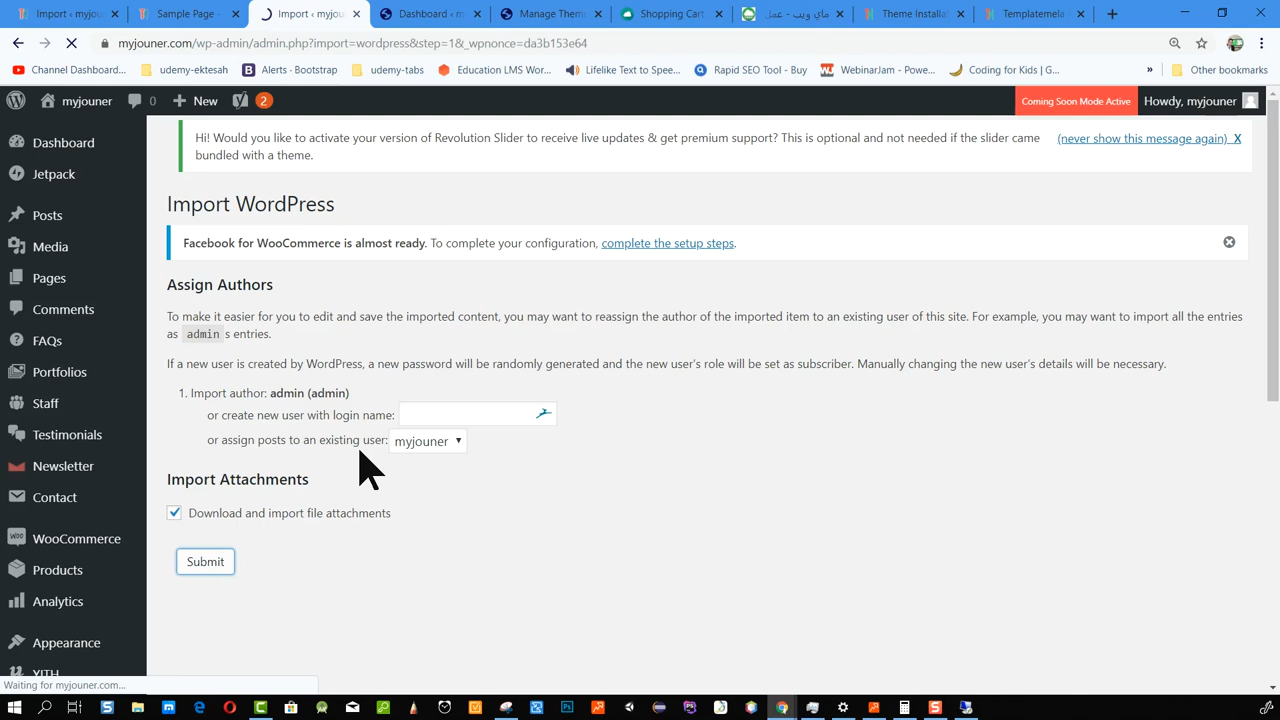 Import ‹ myjour
Sample Page -
Import ‹ myjour
Dashboard ‹ m
Manage Them
Shopping Cart
ماي ويب - عمل
Theme Installat
Templatemela
myjouner.com/wp-admin/admin.php?import=wordpress&step=1&_wpnonce=da3b153e64
Channel Dashboard...
udemy-ektesah
Alerts · Bootstrap
udemy-tabs
Education LMS Wor...
Lifelike Text to Spee...
Rapid SEO Tool - Buy
WebinarJam - Powe...
Coding for Kids | G...
»
Other bookmarks
myjouner
0
New
2
Coming Soon Mode Active
Howdy, myjouner
Dashboard
Jetpack
Posts
Media
Pages
Comments
FAQs
Portfolios
Staff
Testimonials
Newsletter
Contact
WooCommerce
Products
Analytics
Appearance
YITH
Hi! Would you like to activate your version of Revolution Slider to receive live updates & get premium support? This is optional and not needed if the slider came
bundled with a theme.
(never show this message again) X
Import WordPress
Facebook for WooCommerce is almost ready. To complete your configuration, complete the setup steps.
Assign Authors
To make it easier for you to edit and save the imported content, you may want to reassign the author of the imported item to an existing user of this site. For example, you may want to import all the entries
as admin s entries.
If a new user is created by WordPress, a new password will be randomly generated and the new user's role will be set as subscriber. Manually changing the new user's details will be necessary.
1. Import author: admin (admin)
or create new user with login name:
or assign posts to an existing user: myjouner
Import Attachments
Download and import file attachments
Submit
Waiting for myjouner.com...